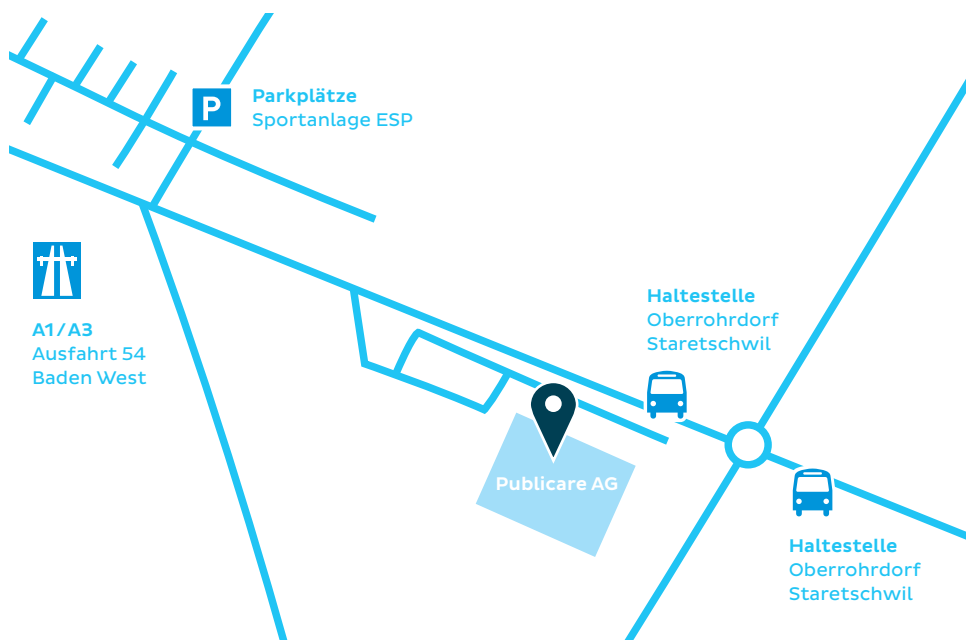 P
Parkplätze
Sportanlage ESP
A1/A3
Ausfahrt 54
Baden West
Haltestelle
Oberrohrdorf
Staretschwil
Publicare AG
Haltestelle
Oberrohrdorf
Staretschwil